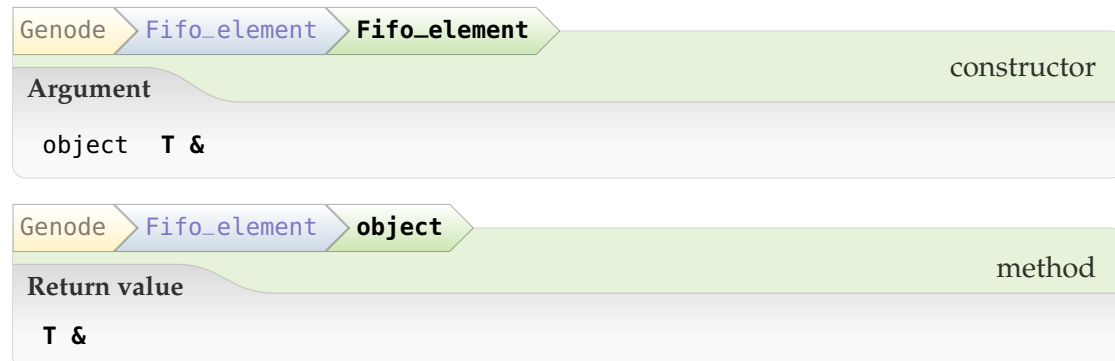 Genode Fifo_element Fifo_element
constructor
Argument
object T &
Genode Fifo_element object
method
Return value
T &